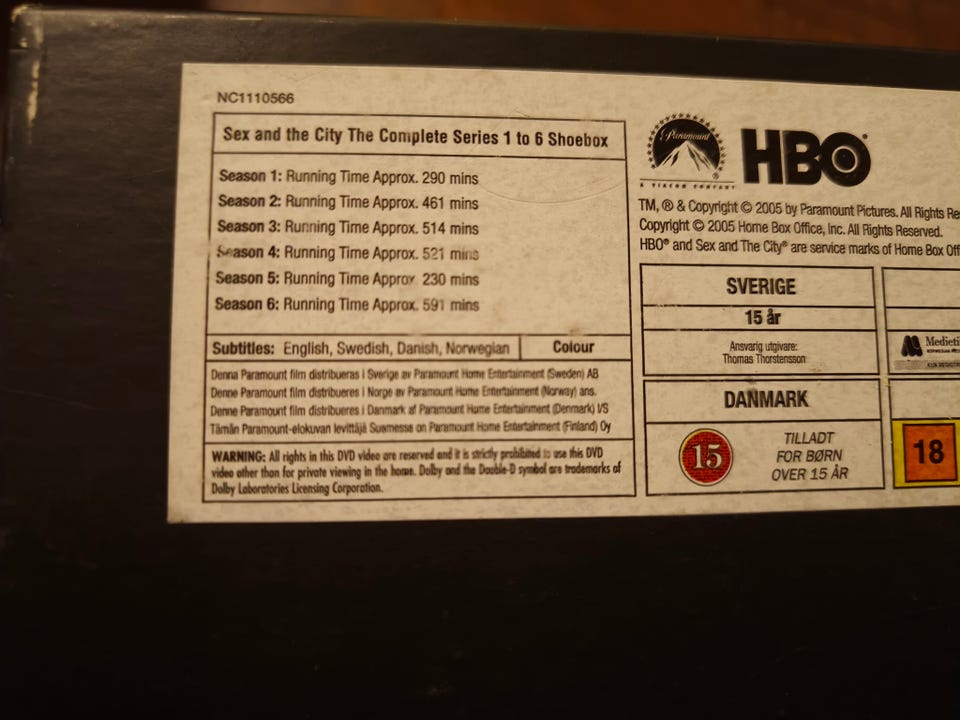 NC1110566
Sex and the City The Complete Series 1 to 6 Shoebox
Season 1: Running Time Approx. 290 mins
Season 2: Running Time Approx. 461 mins
Season 3: Running Time Approx. 514 mins
Season 4: Running Time Approx. 521 mins
Season 5: Running Time Approx 230 mins
Season 6: Running Time Approx. 591 mins
Subtitles: English, Swedish, Danish, Norwegian
Colour
Denna Paramount film distribueras i Sverige av Paramount Home Entertainment (Sweden) AB
Denne Paramount film distribueres i Norge av Paramount Home Entertainment (Norway) ans.
Denne Paramount film distribueres i Danmark af Paramount Home Entertainment (Denmark) I/S
Tämän Paramount-elokuvan levittäjä Suomessa on Paramount Home Entertainment (Finland) Oy
WARNING: All rights in this DVD video are reserved and it is strictly prohibited to use this DVD
video other than for private viewing in the home. Dolby and the Double-D symbol are trademarks of
Dolby Laboratories Licensing Corporation.
Paramount
®
A VIACOM COMPANY
HBO®
TM, ® & Copyright © 2005 by Paramount Pictures. All Rights Re
Copyright © 2005 Home Box Office, Inc. All Rights Reserved.
HBO® and Sex and The City® are service marks of Home Box Off
SVERIGE
15 år
Ansvarig utgivare:
Thomas Thorstensson
Medieti
DANMARK
15
TILLADT
FOR BØRN
OVER 15 ÅR
18